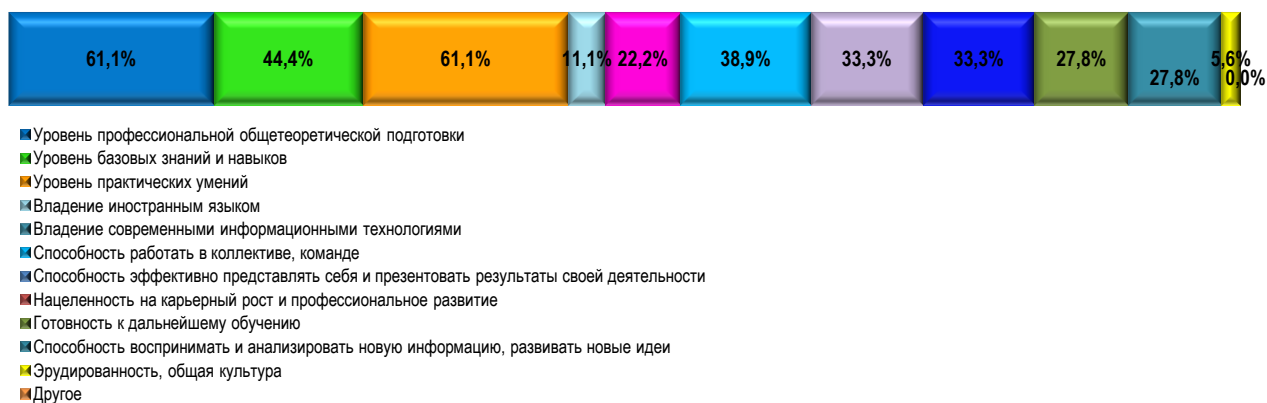 61,1% 44,4% 61,1% 11,1% 22,2% 38,9% 33,3% 33,3% 27,8% 27,8% 5,6% 0,0%
Уровень профессиональной общетеоретической подготовки
Уровень базовых знаний и навыков
Уровень практических умений
Владение иностранным языком
Владение современными информационными технологиями
Способность работать в коллективе, команде
Способность эффективно представлять себя и презентовать результаты своей деятельности
Нацеленность на карьерный рост и профессиональное развитие
Готовность к дальнейшему обучению
Способность воспринимать и анализировать новую информацию, развивать новые идеи
Эрудированность, общая культура
Другое